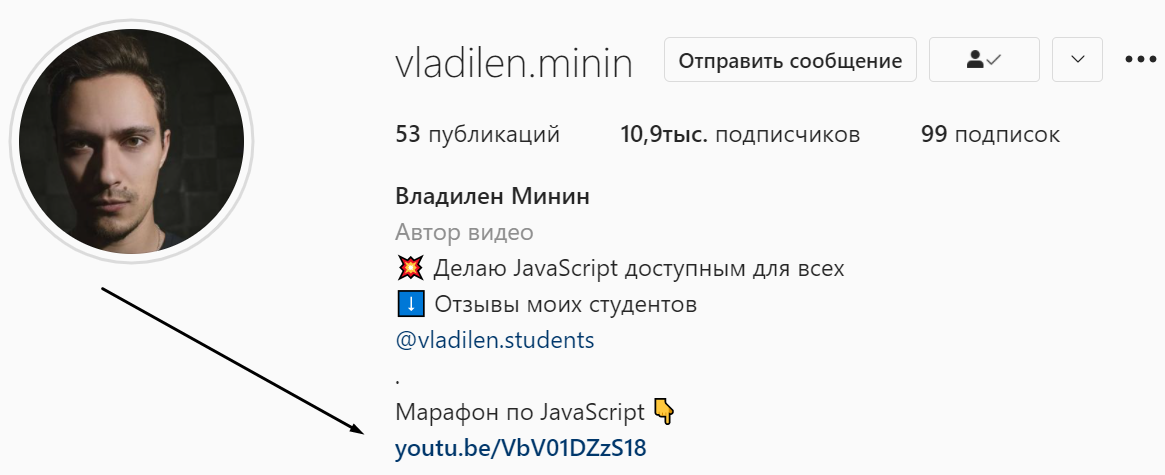 vladilen.minin Отправить сообщение
53 публикаций 10,9тыс. подписчиков 99 подписок
Владилен Минин
Автор видео
💥 Делаю JavaScript доступным для всех
⬇️ Отзывы моих студентов
@vladilen.students
.
Марафон по JavaScript 👇
youtu.be/VbV01DZzS18